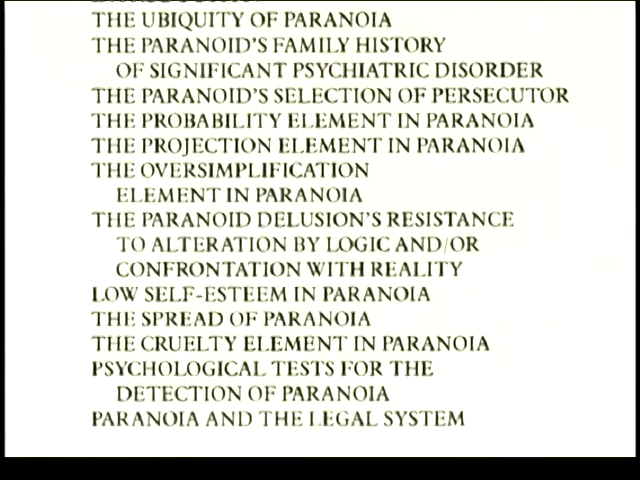 THE UBIQUITY OF PARANOIA
THE PARANOID'S FAMILY HISTORY
OF SIGNIFICANT PSYCHIATRIC DISORDER
THE PARANOID'S SELECTION OF PERSECUTOR
THE PROBABILITY ELEMENT IN PARANOIA
THE PROJECTION ELEMENT IN PARANOIA
THE OVERSIMPLIFICATION
ELEMENT IN PARANOIA
THE PARANOID DELUSION'S RESISTANCE
TO ALTERATION BY LOGIC AND/OR
CONFRONTATION WITH REALITY
LOW SELF-ESTEEM IN PARANOIA
THE SPREAD OF PARANOIA
THE CRUELTY ELEMENT IN PARANOIA
PSYCHOLOGICAL TESTS FOR THE
DETECTION OF PARANOIA
PARANOIA AND THE LEGAL SYSTEM